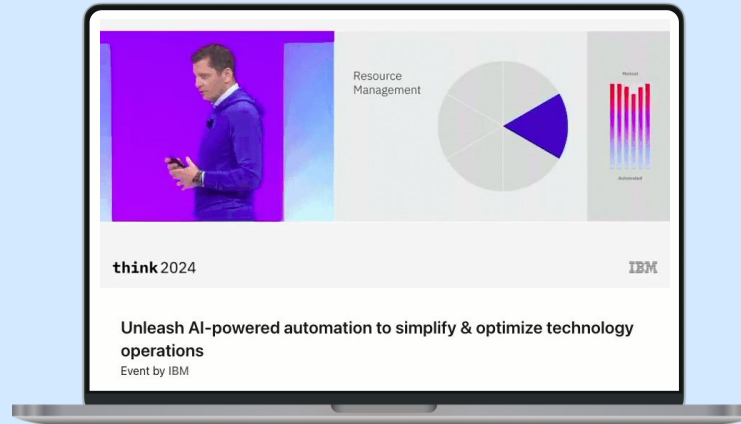 Resource
Management
Manual
Automated
think 2024
IBM
Unleash AI-powered automation to simplify & optimize technology
operations
Event by IBM